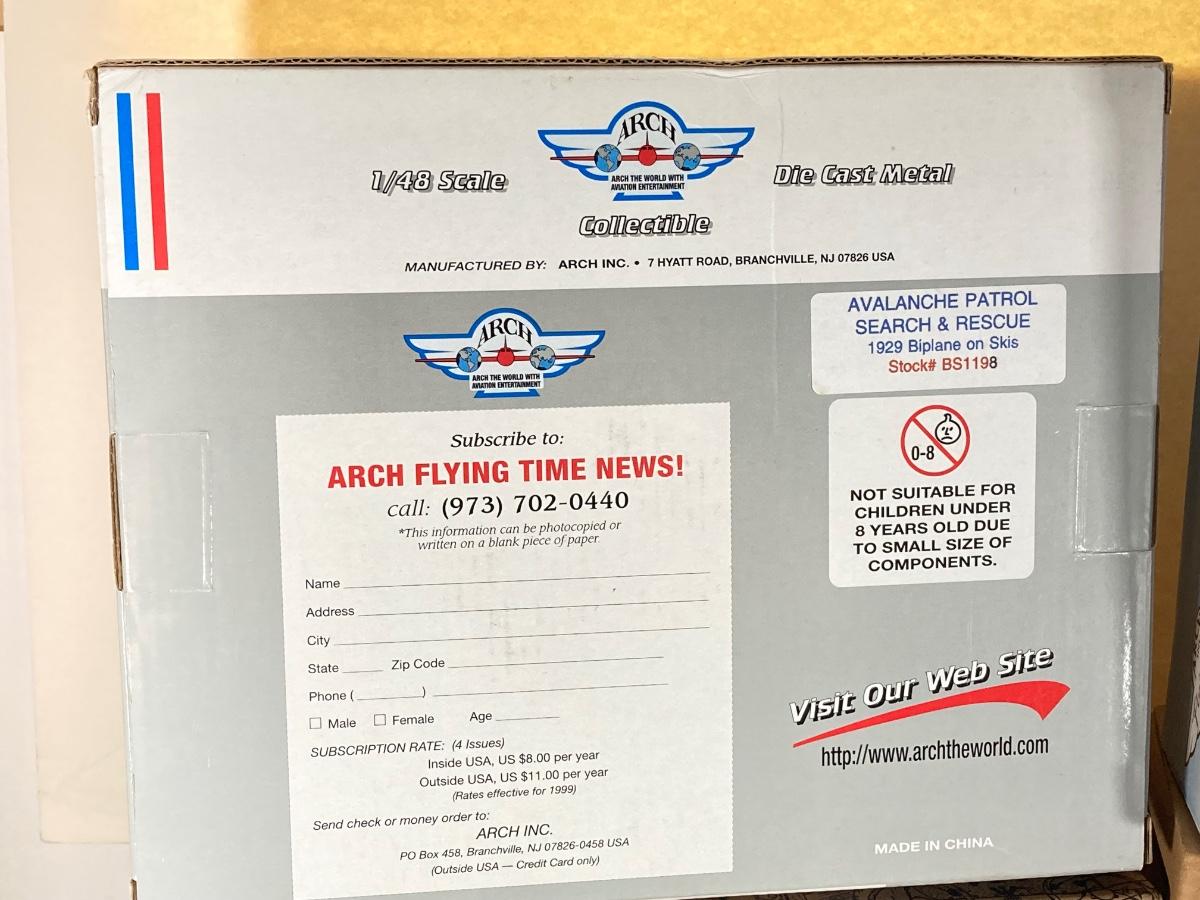 ARCH
ARCH THE WORLD WITH
AVIATION ENTERTAINMENT
1/48 Scale
Die Cast Metal
Collectible
MANUFACTURED BY: ARCH INC. • 7 HYATT ROAD, BRANCHVILLE, NJ 07826 USA
ARCH
ARCH THE WORLD WITH
AVIATION ENTERTAINMENT
Subscribe to:
ARCH FLYING TIME NEWS!
call: (973) 702-0440
*This information can be photocopied or
written on a blank piece of paper.
Name
Address
City
State Zip Code
Phone ( )
Male Female Age
SUBSCRIPTION RATE: (4 Issues)
Inside USA, US $8.00 per year
Outside USA, US $11.00 per year
(Rates effective for 1999)
Send check or money order to:
ARCH INC.
PO Box 458, Branchville, NJ 07826-0458 USA
(Outside USA — Credit Card only)
AVALANCHE PATROL
SEARCH & RESCUE
1929 Biplane on Skis
Stock# BS1198
0-8
NOT SUITABLE FOR
CHILDREN UNDER
8 YEARS OLD DUE
TO SMALL SIZE OF
COMPONENTS.
Visit Our Web Site
http://www.archtheworld.com
MADE IN CHINA